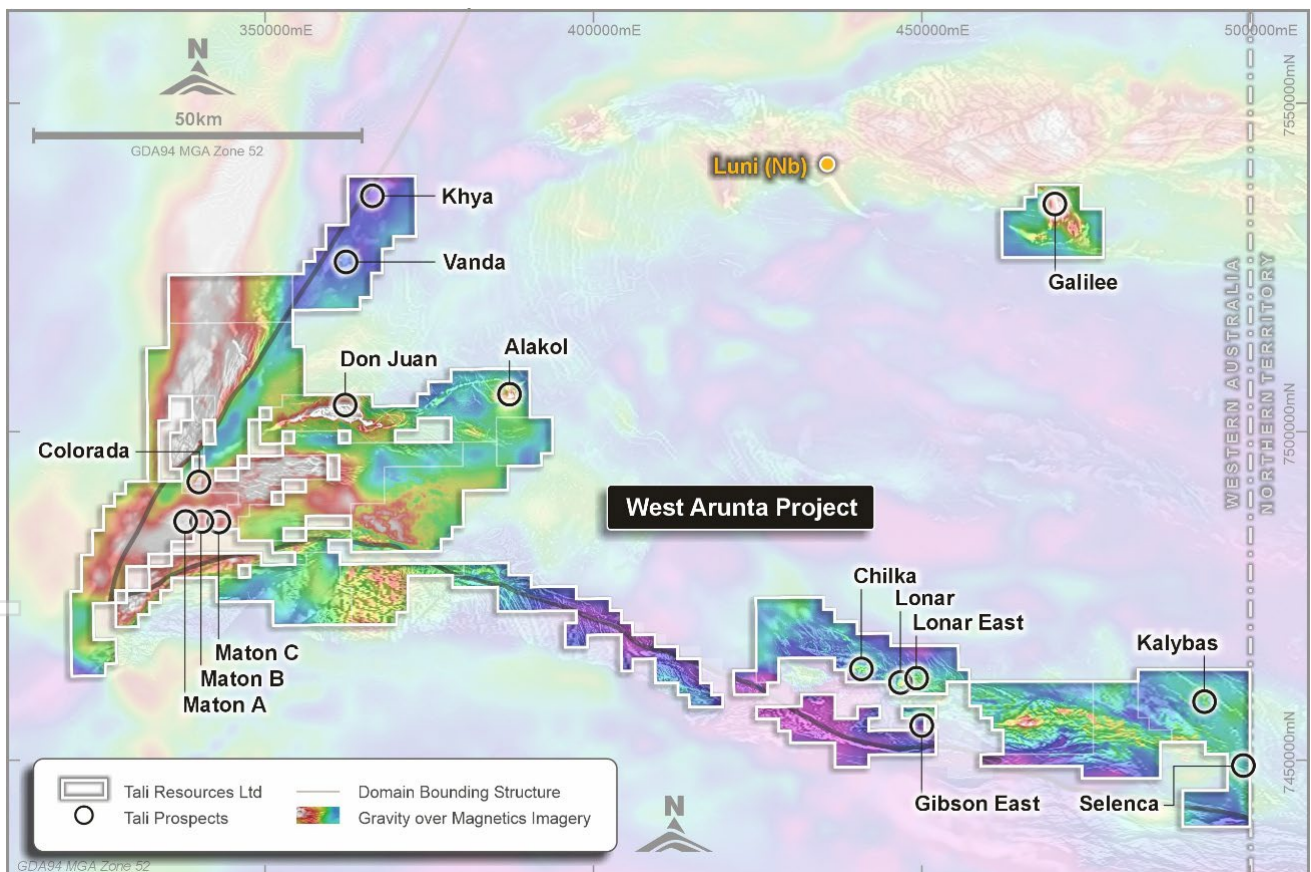 350000mE
400000mE
450000mE
500000mE
N
50km
GDA94 MGA Zone 52
7550000mN
Luni (Nb)
Khya
Vanda
Galilee
WESTERN AUSTRALIA
NORTHERN TERRITORY
Don Juan
Alakol
7500000mN
Colorada
West Arunta Project
Chilka
Lonar
Lonar East
Kalybas
Maton C
Maton B
Maton A
7450000mN
Gibson East
Selenca
Tali Resources Ltd
Domain Bounding Structure
Tali Prospects
Gravity over Magnetics Imagery
N
GDA94 MGA Zone 52